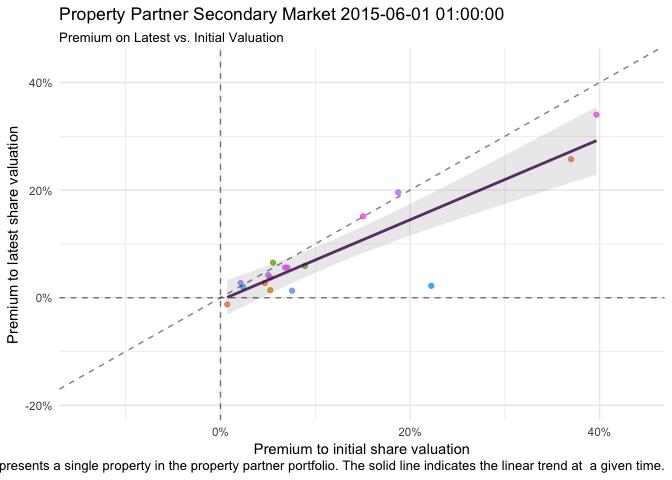 Property Partner Secondary Market 2015-06-01 01:00:00
Premium on Latest vs. Initial Valuation
40%
20%
0%
-20%
Premium to latest share valuation
0%
20%
40%
Premium to initial share valuation
presents a single property in the property partner portfolio. The solid line indicates the linear trend at  a given time.